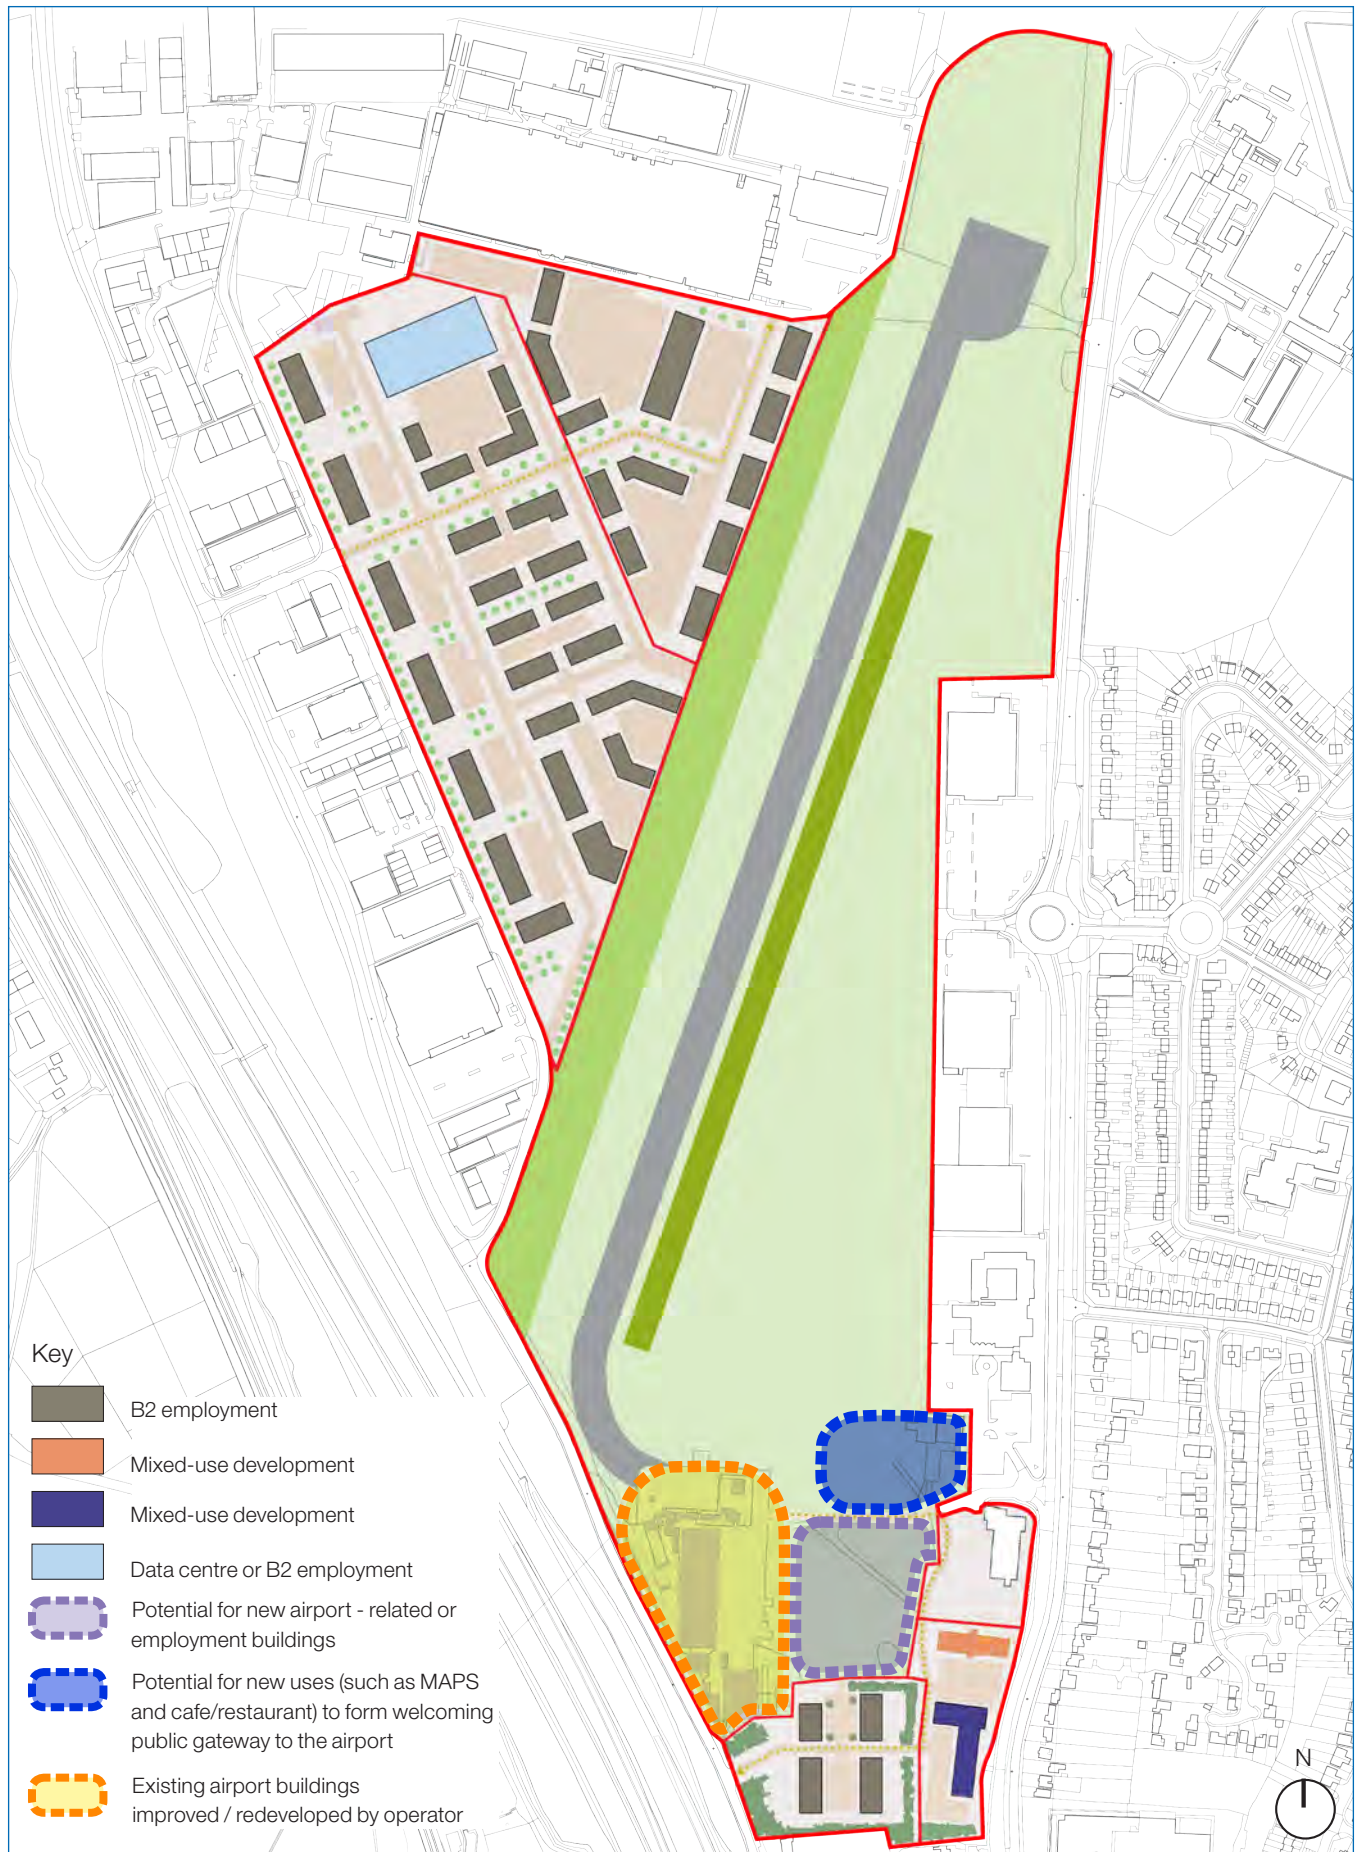 Key
B2 employment
Mixed-use development
Mixed-use development
Data centre or B2 employment
Potential for new airport - related or
employment buildings
Potential for new uses (such as MAPS
and cafe/restaurant) to form welcoming
public gateway to the airport
Existing airport buildings
improved / redeveloped by operator
N